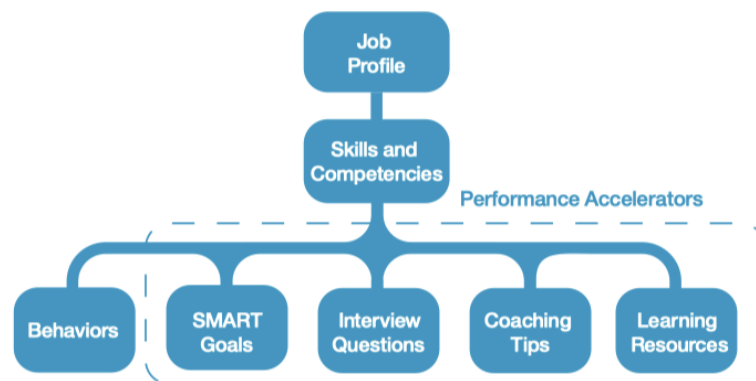 Job
Profile
Skills and
Competencies
Performance Accelerators
Behaviors
SMART
Goals
Interview
Questions
Coaching
Tips
Learning
Resources